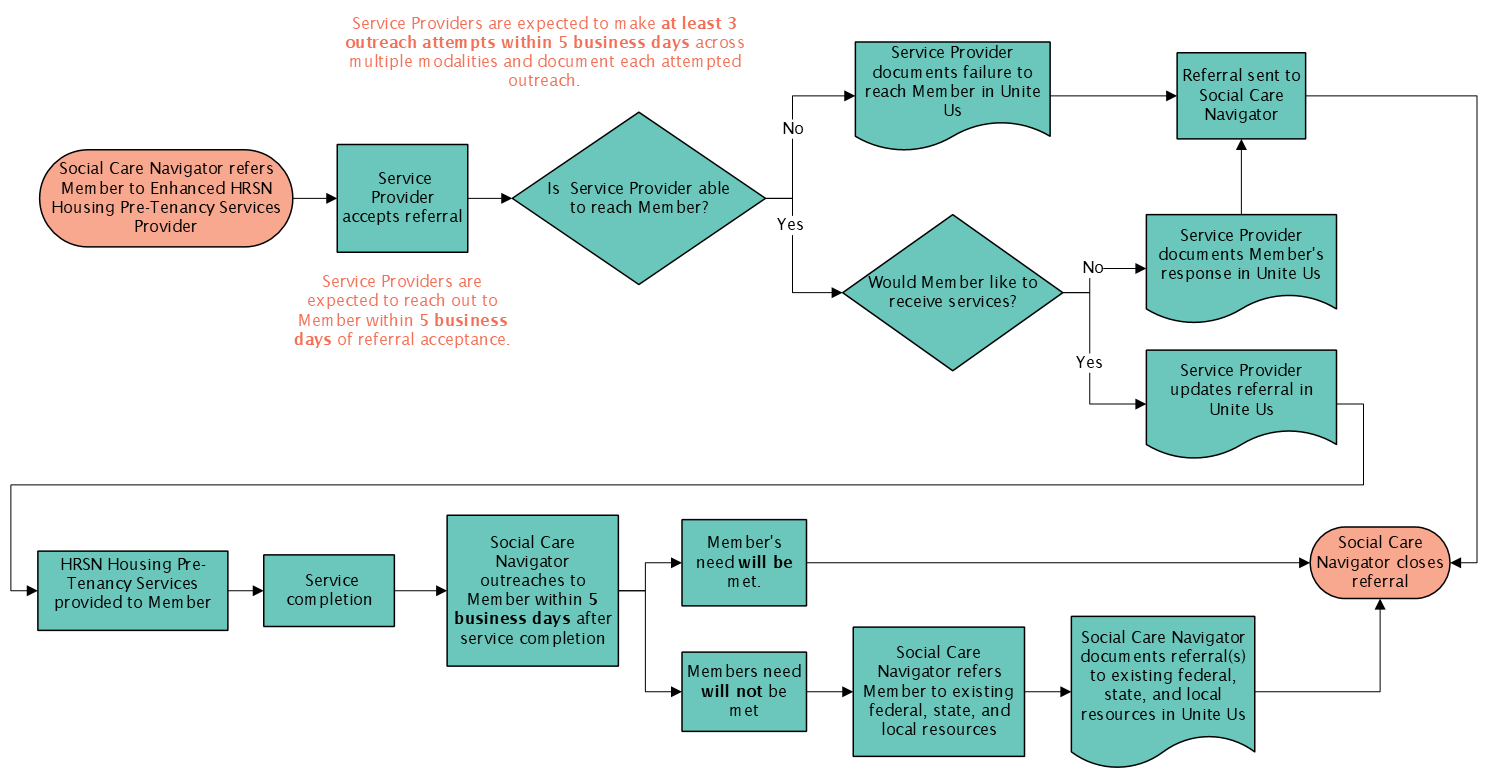 Service Providers are expected to make at least 3
outreach attempts within 5 business days across
multiple modalities and document each attempted
outreach.
Social Care Navigator refers
Member to Enhanced HRSN
Housing Pre-Tenancy Services
Provider
Service
Provider
accepts referral
Service Providers are
expected to reach out to
Member within 5 business
days of referral acceptance.
Is Service Provider able
to reach Member?
No
Yes
Service Provider
documents failure to
reach Member in Unite
Us
Referral sent to
Social Care
Navigator
Would Member like to
receive services?
No
Yes
Service Provider
documents Member's
response in Unite Us
Service Provider
updates referral in
Unite Us
HRSN Housing Pre-
Tenancy Services
provided to Member
Service
completion
Social Care
Navigator
outreaches to
Member within 5
business days after
service completion
Member's
need will be
met.
Members need
will not be
met
Social Care
Navigator refers
Member to existing
federal, state, and
local resources
Social Care Navigator
documents referral(s)
to existing federal,
state, and local
resources in Unite Us
Social Care
Navigator closes
referral